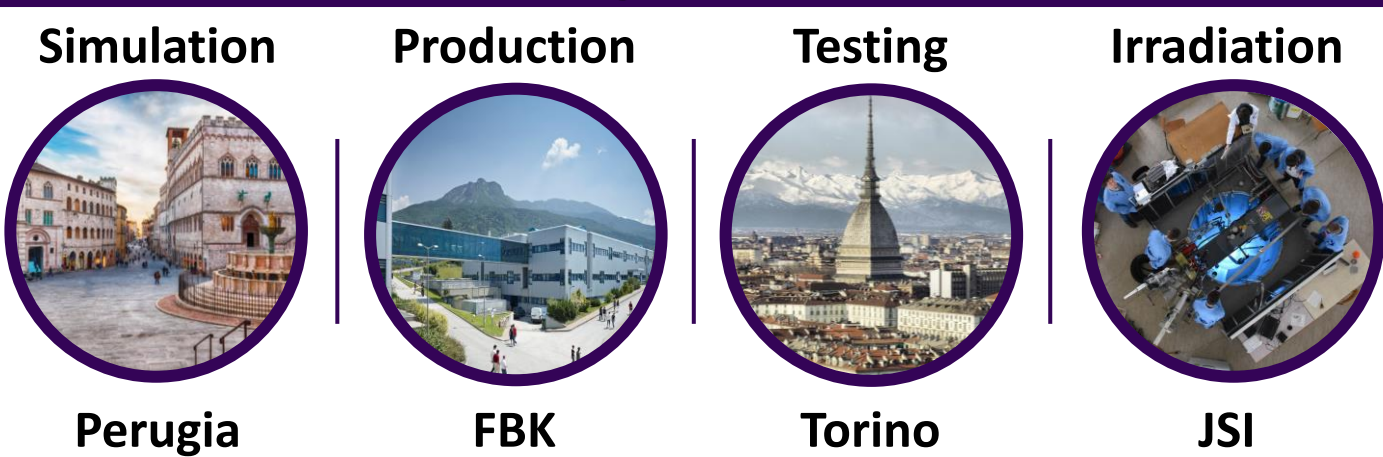 Simulation
Production
Testing
Irradiation
Perugia
FBK
Torino
JSI